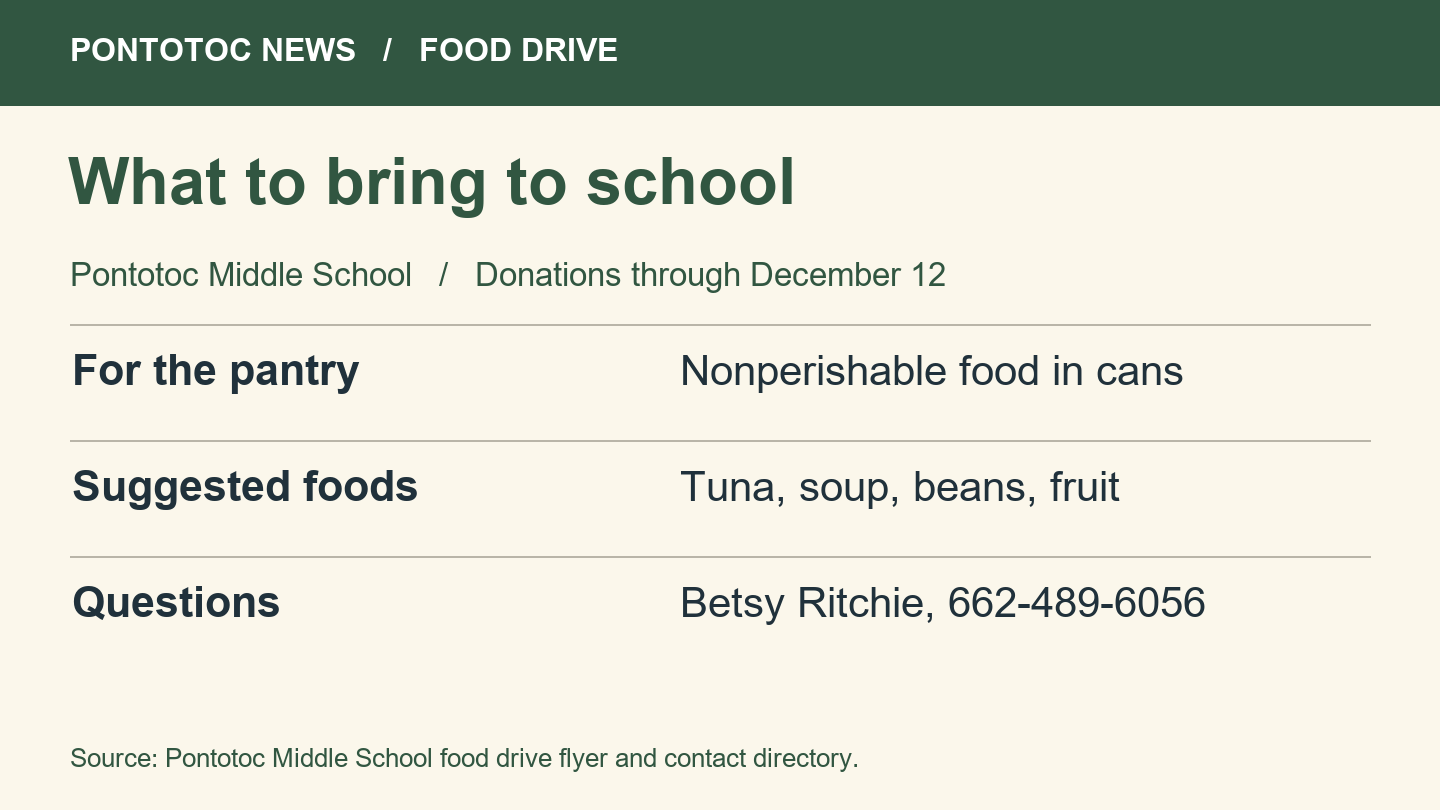 PONTOTOC NEWS / FOOD DRIVE
What to bring to school
Pontotoc Middle School / Donations through December 12
For the pantry Nonperishable food in cans
Suggested foods Tuna, soup, beans, fruit
Questions Betsy Ritchie, 662-489-6056
Source: Pontotoc Middle School food drive flyer and contact directory.